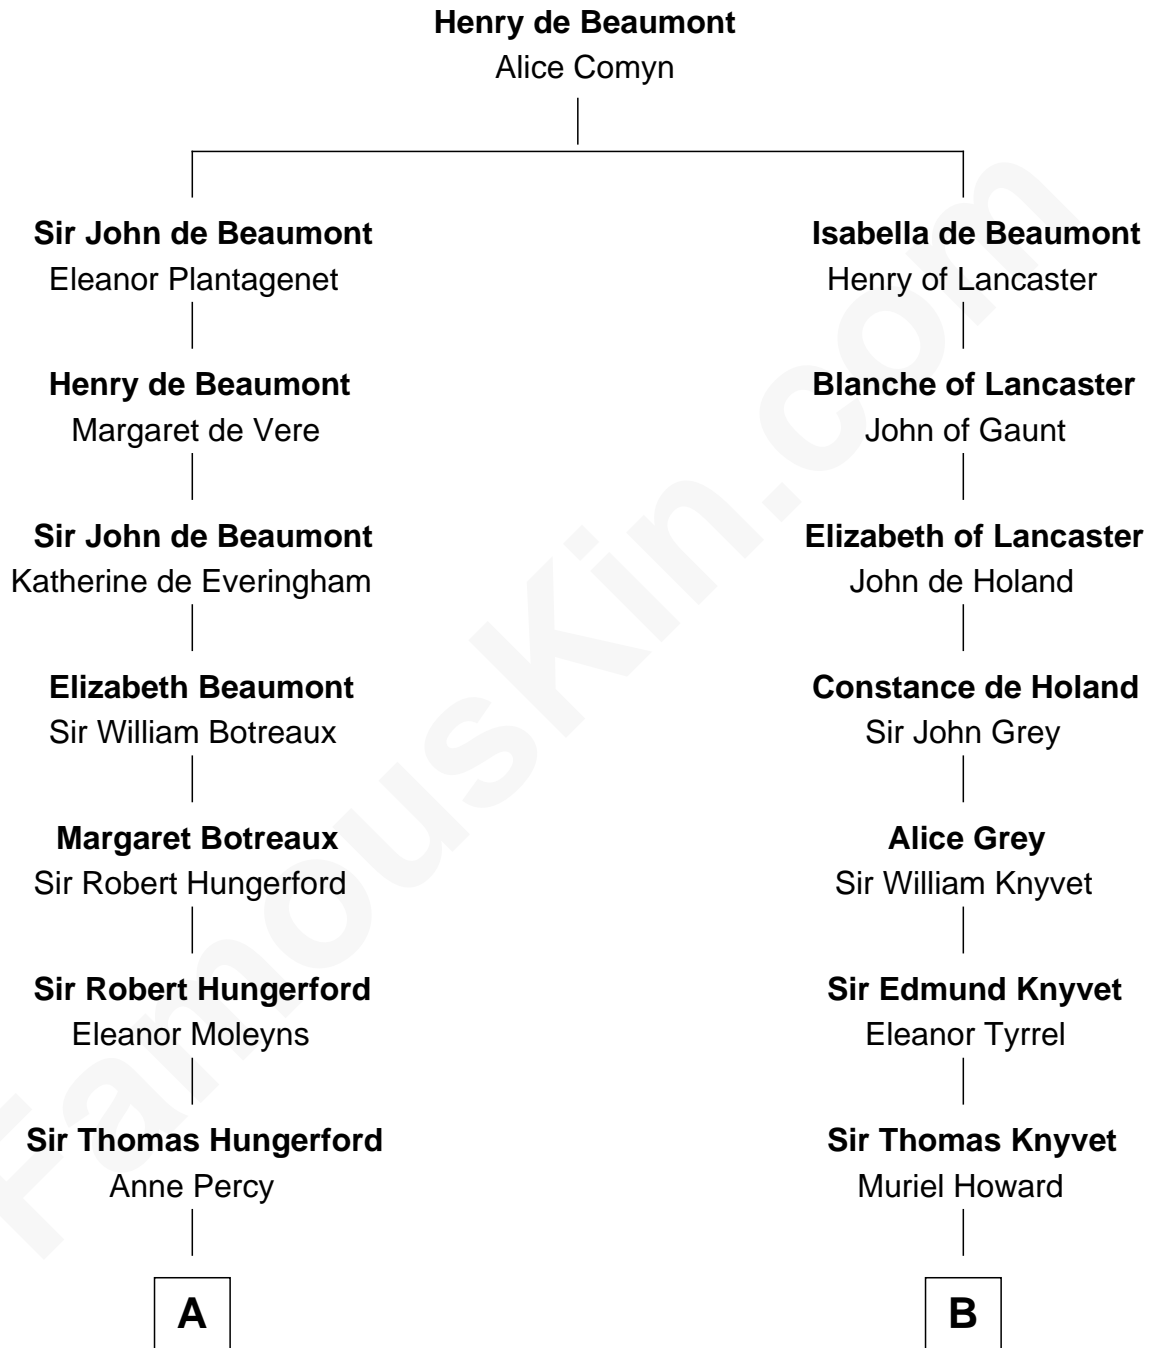 Henry de Beaumont
Alice Comyn
Sir John de Beaumont
Eleanor Plantagenet
Isabella de Beaumont
Henry of Lancaster
Henry de Beaumont
Margaret de Vere
Blanche of Lancaster
John of Gaunt
Sir John de Beaumont
Katherine de Everingham
Elizabeth of Lancaster
John de Holand
Elizabeth Beaumont
Sir William Botreaux
Constance de Holand
Sir John Grey
Margaret Botreaux
Sir Robert Hungerford
Alice Grey
Sir William Knyvet
Sir Robert Hungerford
Eleanor Moleyns
Sir Edmund Knyvet
Eleanor Tyrrel
Sir Thomas Hungerford
Anne Percy
Sir Thomas Knyvet
Muriel Howard
A
B
FamousKin.com